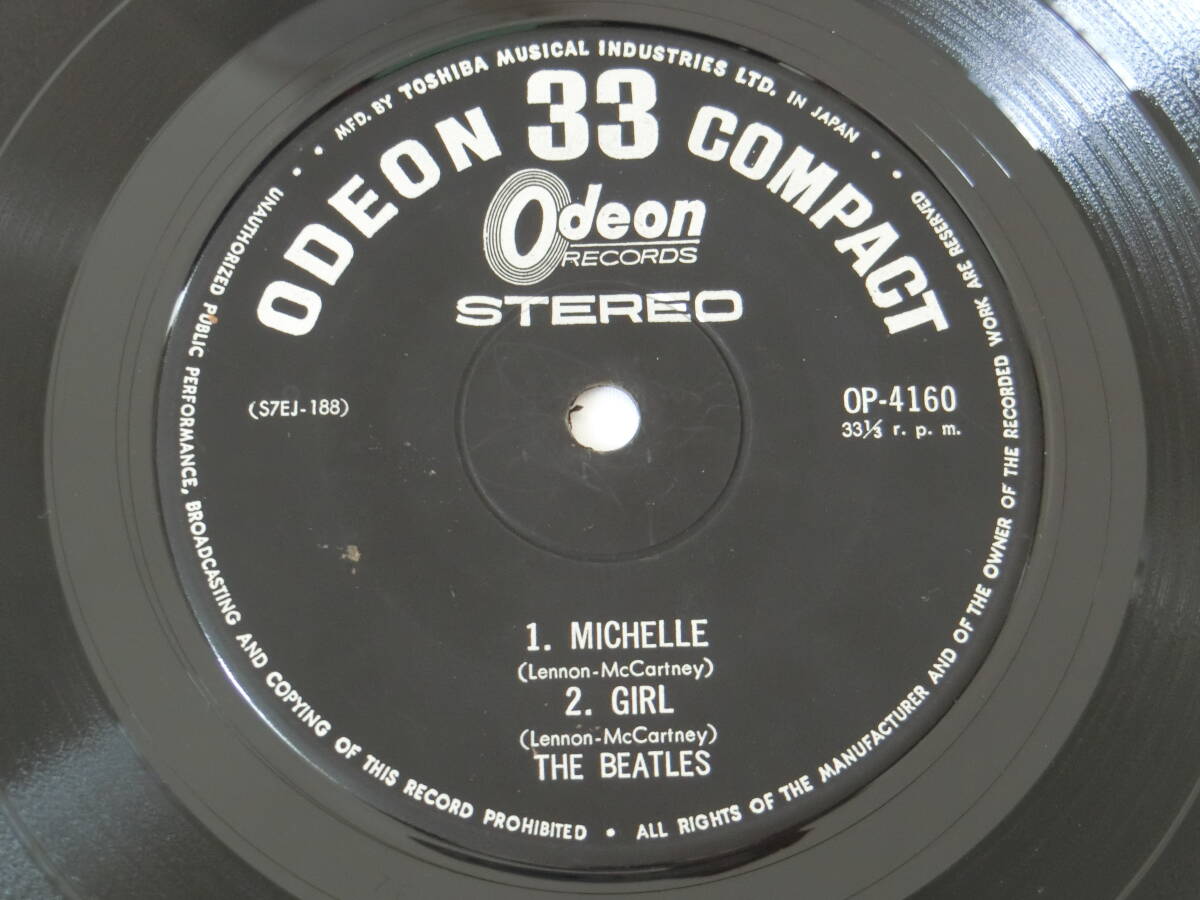 MFD. BY TOSHIBA MUSICAL INDUSTRIES LTD. IN JAPAN
ODEON 33 COMPACT
Odeon
RECORDS
STEREO
(S7EJ-188)
OP-4160
33⅓ r. p. m.
1. MICHELLE
(Lennon-McCartney)
2. GIRL
(Lennon-McCartney)
THE BEATLES
UNAUTHORIZED PUBLIC PERFORMANCE, BROADCASTING AND COPYING OF THIS RECORD PROHIBITED • ALL RIGHTS OF THE MANUFACTURER AND OF THE OWNER OF THE RECORDED WORK ARE RESERVED